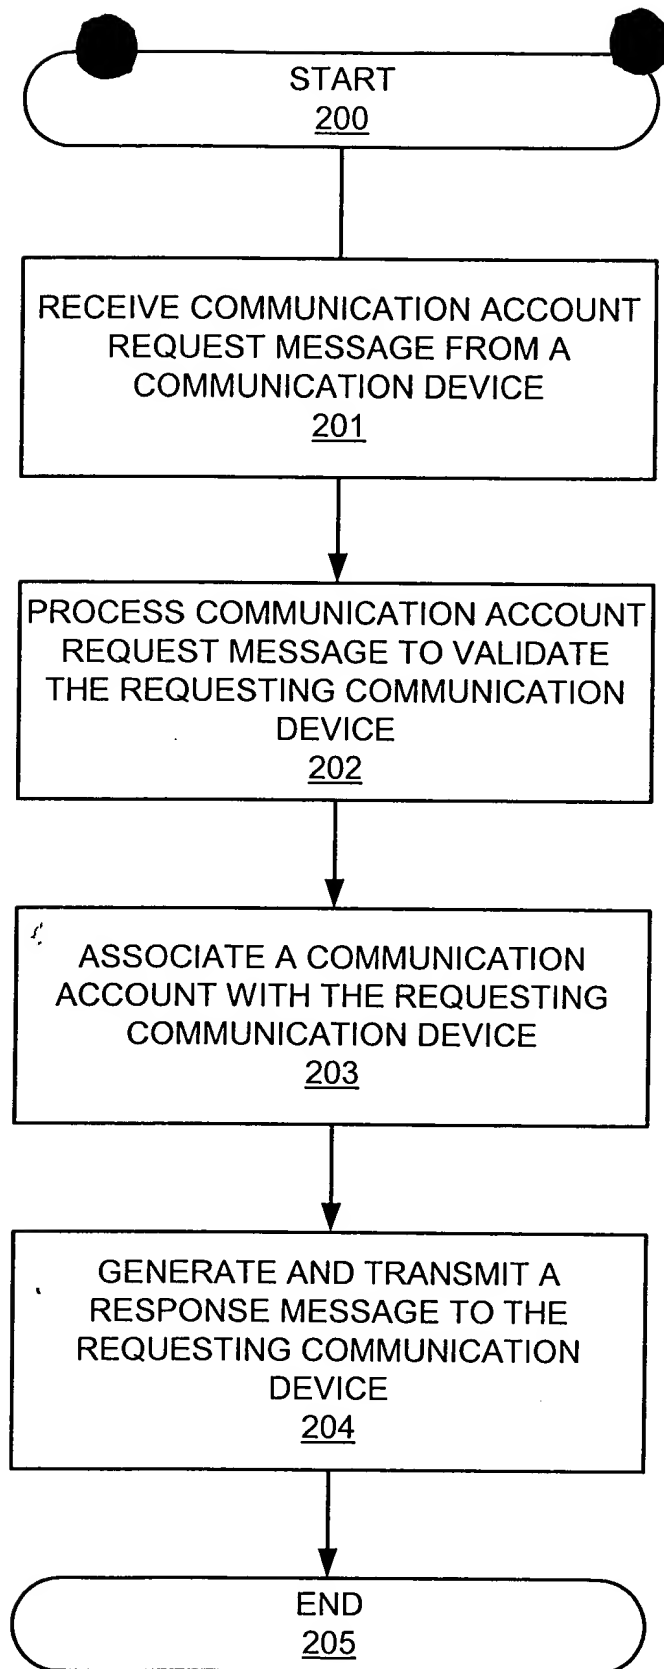 START
200
RECEIVE COMMUNICATION ACCOUNT
REQUEST MESSAGE FROM A
COMMUNICATION DEVICE
201
PROCESS COMMUNICATION ACCOUNT
REQUEST MESSAGE TO VALIDATE
THE REQUESTING COMMUNICATION
DEVICE
202
ASSOCIATE A COMMUNICATION
ACCOUNT WITH THE REQUESTING
COMMUNICATION DEVICE
203
GENERATE AND TRANSMIT A
RESPONSE MESSAGE TO THE
REQUESTING COMMUNICATION
DEVICE
204
END
205